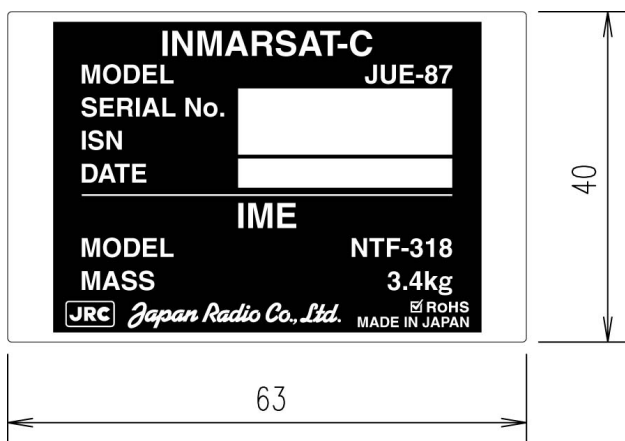 INMARSAT-C
MODEL JUE-87
SERIAL No.
ISN
DATE
IME
MODEL NTF-318
MASS 3.4kg
JRC Japan Radio Co., Ltd. ☑ RoHS
MADE IN JAPAN
40
63